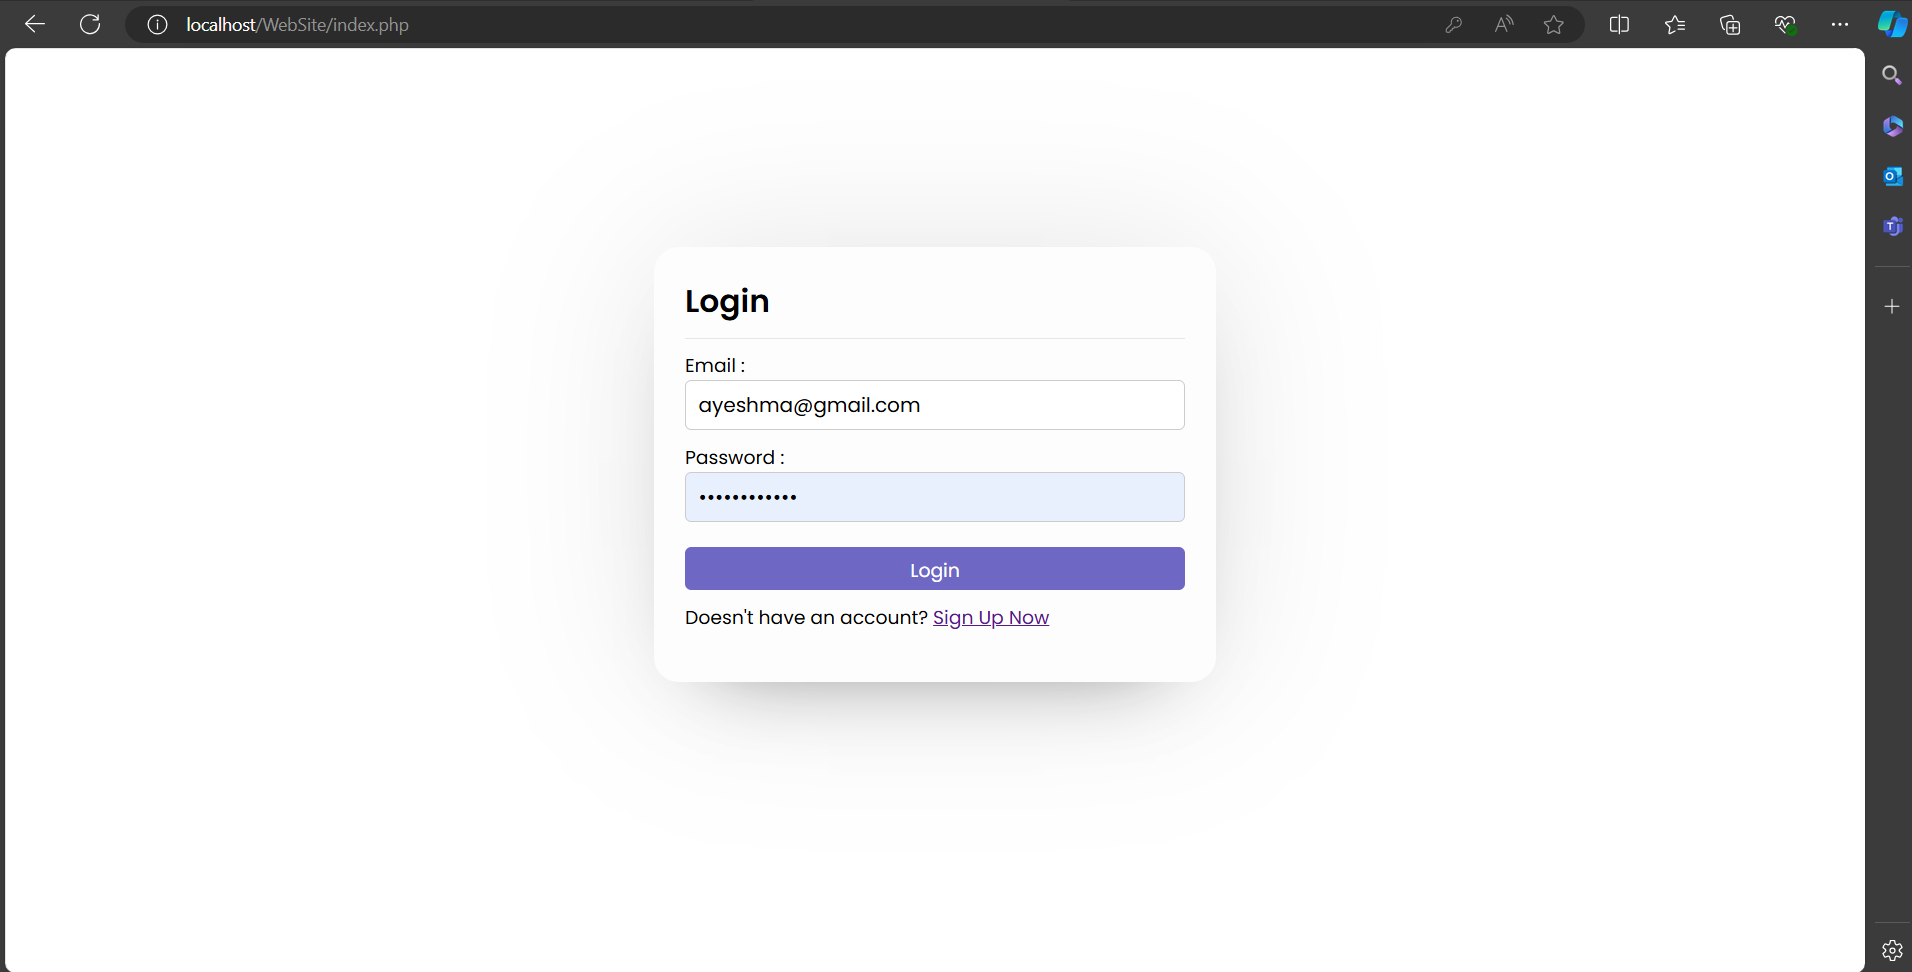 localhost/WebSite/index.php
Login
Email :
ayeshma@gmail.com
Password :
••••••••••••
Login
Doesn't have an account? Sign Up Now